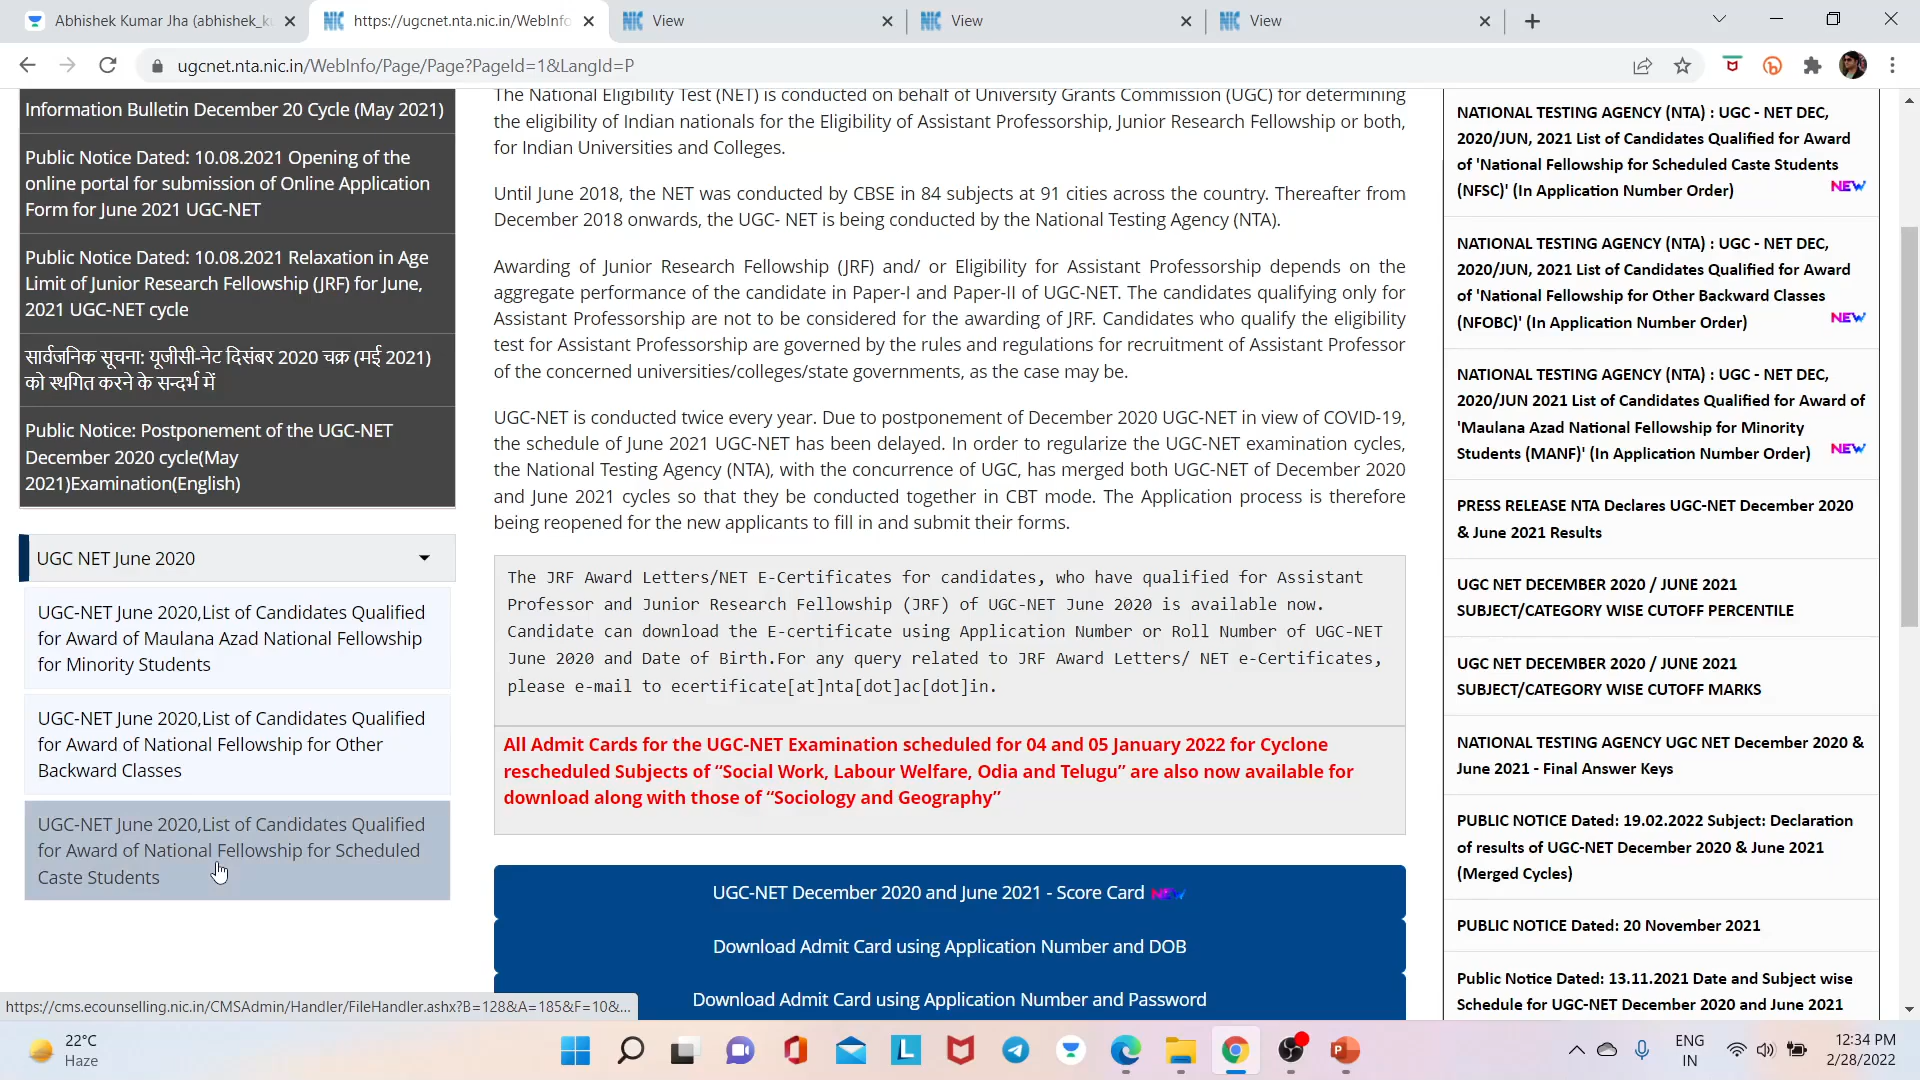 Abhishek Kumar Jha (abhishek_k
https://ugcnet.nta.nic.in/WebInfo
View
View
View
ugcnet.nta.nic.in/WebInfo/Page/Page?PageId=1&LangId=P
Information Bulletin December 20 Cycle (May 2021)
Public Notice Dated: 10.08.2021 Opening of the
online portal for submission of Online Application
Form for June 2021 UGC-NET
Public Notice Dated: 10.08.2021 Relaxation in Age
Limit of Junior Research Fellowship (JRF) for June,
2021 UGC-NET cycle
सार्वजनिक सूचना: यूजीसी-नेट दिसंबर 2020 चक्र (मई 2021)
को स्थगित करने के सन्दर्भ में
Public Notice: Postponement of the UGC-NET
December 2020 cycle(May
2021)Examination(English)
UGC NET June 2020
UGC-NET June 2020,List of Candidates Qualified
for Award of Maulana Azad National Fellowship
for Minority Students
UGC-NET June 2020,List of Candidates Qualified
for Award of National Fellowship for Other
Backward Classes
UGC-NET June 2020,List of Candidates Qualified
for Award of National Fellowship for Scheduled
Caste Students
The National Eligibility Test (NET) is conducted on behalf of University Grants Commission (UGC) for determining
the eligibility of Indian nationals for the Eligibility of Assistant Professorship, Junior Research Fellowship or both,
for Indian Universities and Colleges.
Until June 2018, the NET was conducted by CBSE in 84 subjects at 91 cities across the country. Thereafter from
December 2018 onwards, the UGC- NET is being conducted by the National Testing Agency (NTA).
Awarding of Junior Research Fellowship (JRF) and/ or Eligibility for Assistant Professorship depends on the
aggregate performance of the candidate in Paper-I and Paper-II of UGC-NET. The candidates qualifying only for
Assistant Professorship are not to be considered for the awarding of JRF. Candidates who qualify the eligibility
test for Assistant Professorship are governed by the rules and regulations for recruitment of Assistant Professor
of the concerned universities/colleges/state governments, as the case may be.
UGC-NET is conducted twice every year. Due to postponement of December 2020 UGC-NET in view of COVID-19,
the schedule of June 2021 UGC-NET has been delayed. In order to regularize the UGC-NET examination cycles,
the National Testing Agency (NTA), with the concurrence of UGC, has merged both UGC-NET of December 2020
and June 2021 cycles so that they be conducted together in CBT mode. The Application process is therefore
being reopened for the new applicants to fill in and submit their forms.
The JRF Award Letters/NET E-Certificates for candidates, who have qualified for Assistant
Professor and Junior Research Fellowship (JRF) of UGC-NET June 2020 is available now.
Candidate can download the E-certificate using Application Number or Roll Number of UGC-NET
June 2020 and Date of Birth.For any query related to JRF Award Letters/ NET e-Certificates,
please e-mail to ecertificate[at]nta[dot]ac[dot]in.
All Admit Cards for the UGC-NET Examination scheduled for 04 and 05 January 2022 for Cyclone
rescheduled Subjects of “Social Work, Labour Welfare, Odia and Telugu” are also now available for
download along with those of “Sociology and Geography”
UGC-NET December 2020 and June 2021 - Score Card NEW
Download Admit Card using Application Number and DOB
Download Admit Card using Application Number and Password
NATIONAL TESTING AGENCY (NTA) : UGC - NET DEC,
2020/JUN, 2021 List of Candidates Qualified for Award
of 'National Fellowship for Scheduled Caste Students
(NFSC)' (In Application Number Order) NEW
NATIONAL TESTING AGENCY (NTA) : UGC - NET DEC,
2020/JUN, 2021 List of Candidates Qualified for Award
of 'National Fellowship for Other Backward Classes
(NFOBC)' (In Application Number Order) NEW
NATIONAL TESTING AGENCY (NTA) : UGC - NET DEC,
2020/JUN 2021 List of Candidates Qualified for Award of
'Maulana Azad National Fellowship for Minority
Students (MANF)' (In Application Number Order) NEW
PRESS RELEASE NTA Declares UGC-NET December 2020
& June 2021 Results
UGC NET DECEMBER 2020 / JUNE 2021
SUBJECT/CATEGORY WISE CUTOFF PERCENTILE
UGC NET DECEMBER 2020 / JUNE 2021
SUBJECT/CATEGORY WISE CUTOFF MARKS
NATIONAL TESTING AGENCY UGC NET December 2020 &
June 2021 - Final Answer Keys
PUBLIC NOTICE Dated: 19.02.2022 Subject: Declaration
of results of UGC-NET December 2020 & June 2021
(Merged Cycles)
PUBLIC NOTICE Dated: 20 November 2021
Public Notice Dated: 13.11.2021 Date and Subject wise
Schedule for UGC-NET December 2020 and June 2021
https://cms.ecounselling.nic.in/CMSAdmin/Handler/FileHandler.ashx?B=128&A=185&F=10&...
22°C
Haze
ENG
IN
12:34 PM
2/28/2022